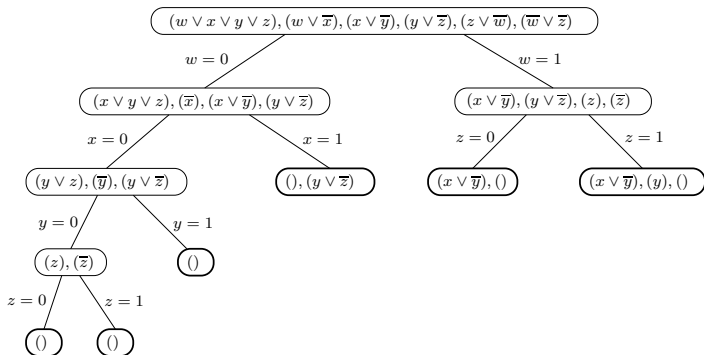 (w ∨ x ∨ y ∨ z), (w ∨ x̅), (x ∨ y̅), (y ∨ z̅), (z ∨ w̅), (w̅ ∨ z̅)
w = 0 w = 1
(x ∨ y ∨ z), (x̅), (x ∨ y̅), (y ∨ z̅) (x ∨ y̅), (y ∨ z̅), (z), (z̅)
x = 0 x = 1 z = 0 z = 1
(y ∨ z), (y̅), (y ∨ z̅) (), (y ∨ z̅) (x ∨ y̅), () (x ∨ y̅), (y), ()
y = 0 y = 1
(z), (z̅) ()
z = 0 z = 1
() ()